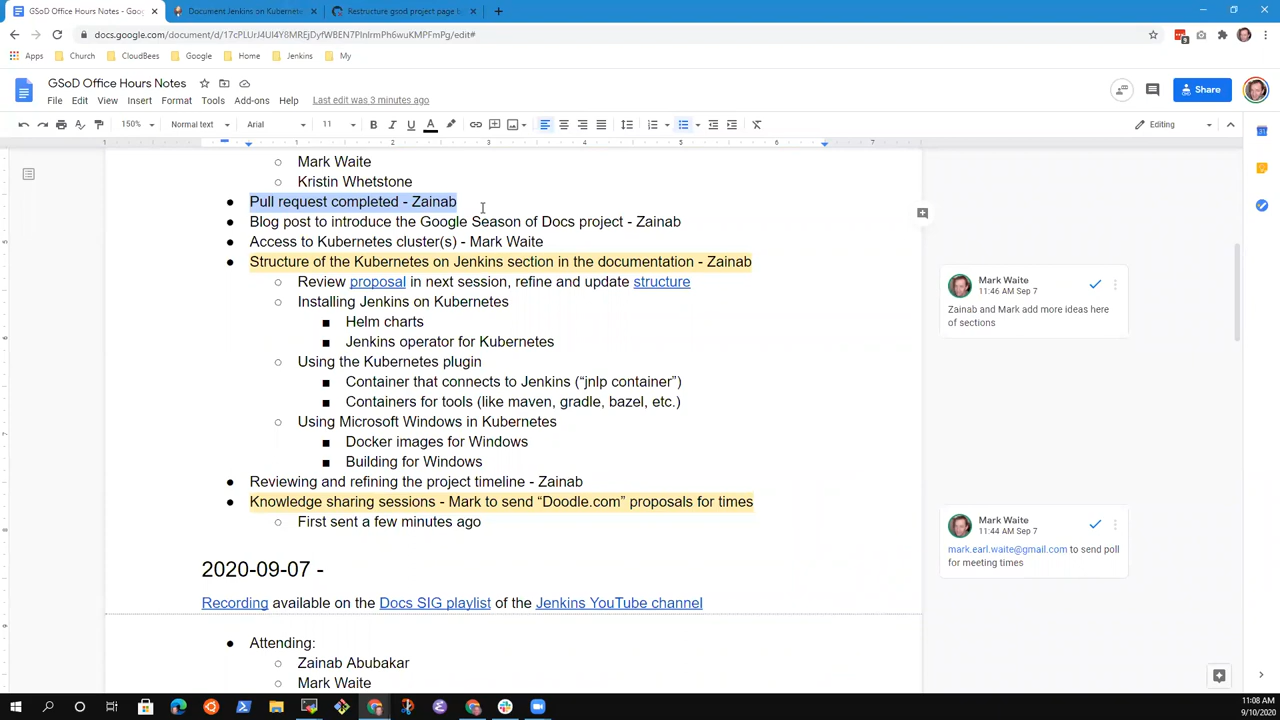 GSoD Office Hours Notes - Goo
Document Jenkins on Kubernete
Restructure gsod project page b
docs.google.com/document/d/17cPLUrJ4UI4Y8MREjDyfWBEN7PlnlrmPh6wuKMPFmPg/edit#
Apps
Church
CloudBees
Google
Home
Jenkins
My
GSoD Office Hours Notes
File Edit View Insert Format Tools Add-ons Help Last edit was 3 minutes ago
Share
150% Normal text Arial 11 B I U A Editing
1 1 2 3 4 5 6 7
Mark Waite
Kristin Whetstone
Pull request completed - Zainab
Blog post to introduce the Google Season of Docs project - Zainab
Access to Kubernetes cluster(s) - Mark Waite
Structure of the Kubernetes on Jenkins section in the documentation - Zainab
Review proposal in next session, refine and update structure
Installing Jenkins on Kubernetes
Helm charts
Jenkins operator for Kubernetes
Using the Kubernetes plugin
Container that connects to Jenkins (“jnlp container”)
Containers for tools (like maven, gradle, bazel, etc.)
Using Microsoft Windows in Kubernetes
Docker images for Windows
Building for Windows
Reviewing and refining the project timeline - Zainab
Knowledge sharing sessions - Mark to send “Doodle.com” proposals for times
First sent a few minutes ago
2020-09-07 -
Recording available on the Docs SIG playlist of the Jenkins YouTube channel
Attending:
Zainab Abubakar
Mark Waite
Mark Waite
11:46 AM Sep 7
Zainab and Mark add more ideas here
of sections
Mark Waite
11:44 AM Sep 7
mark.earl.waite@gmail.com to send poll
for meeting times
11:08 AM
9/10/2020